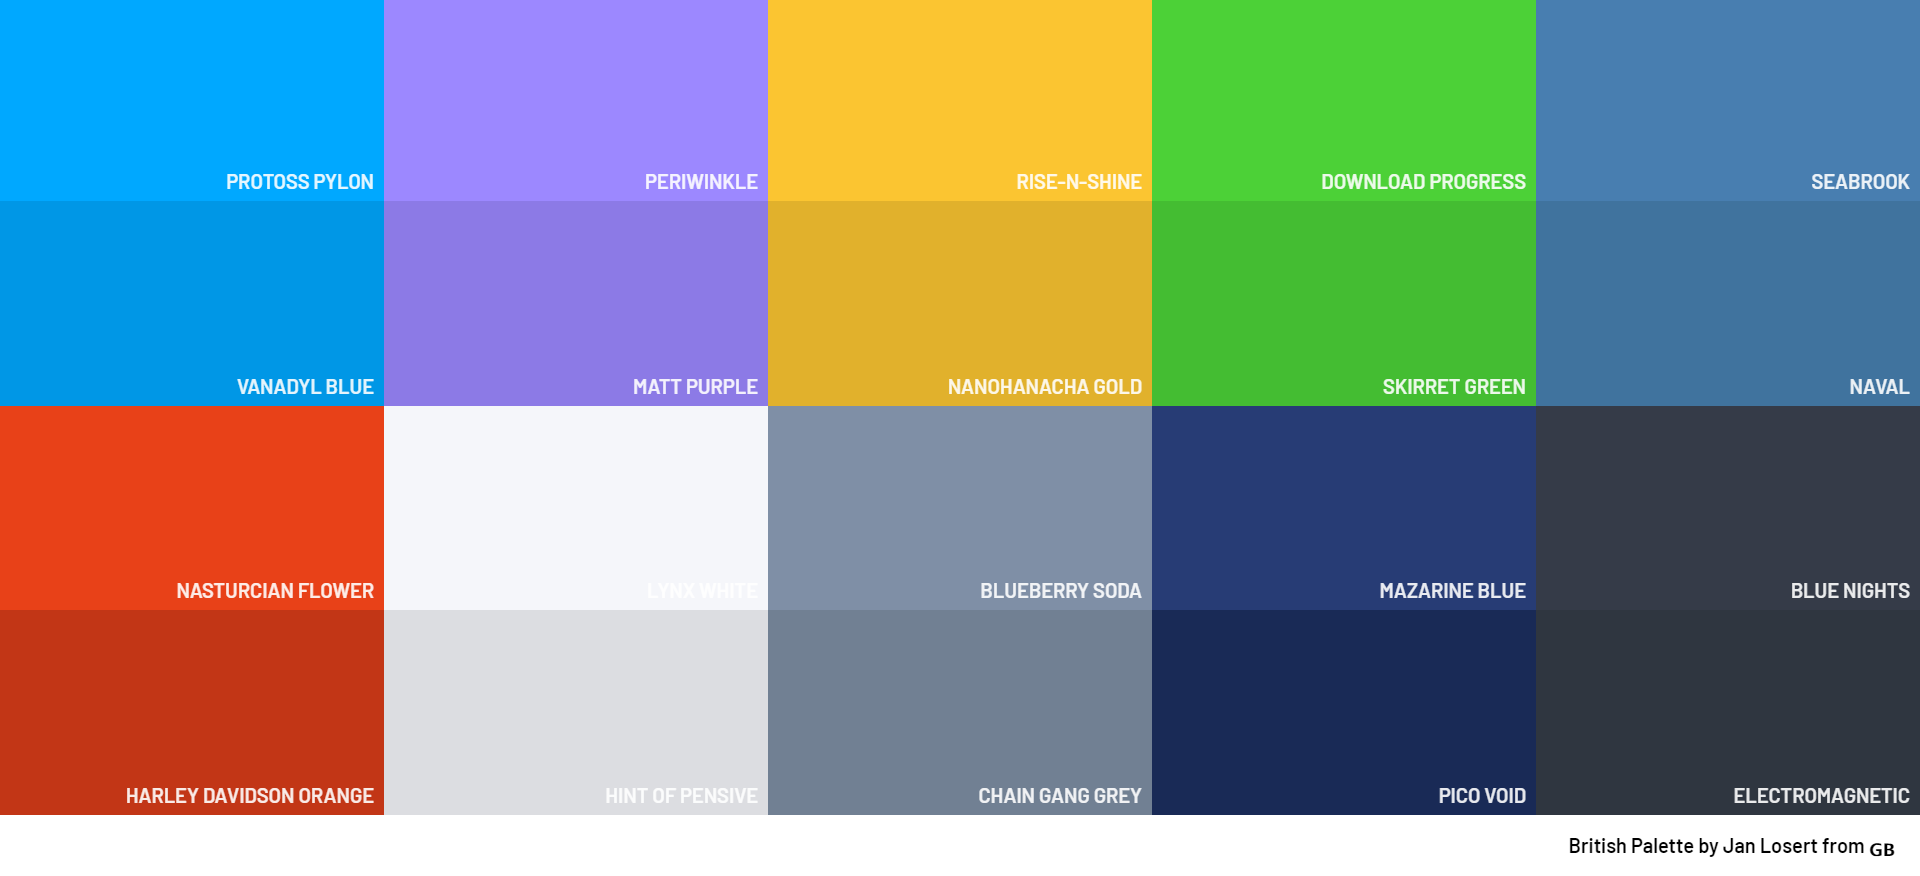 PROTOSS PYLON
PERIWINKLE
RISE-N-SHINE
DOWNLOAD PROGRESS
SEABROOK
VANADYL BLUE
MATT PURPLE
NANOHANACHA GOLD
SKIRRET GREEN
NAVAL
NASTURCIAN FLOWER
LYNX WHITE
BLUEBERRY SODA
MAZARINE BLUE
BLUE NIGHTS
HARLEY DAVIDSON ORANGE
HINT OF PENSIVE
CHAIN GANG GREY
PICO VOID
ELECTROMAGNETIC
British Palette by Jan Losert from GB